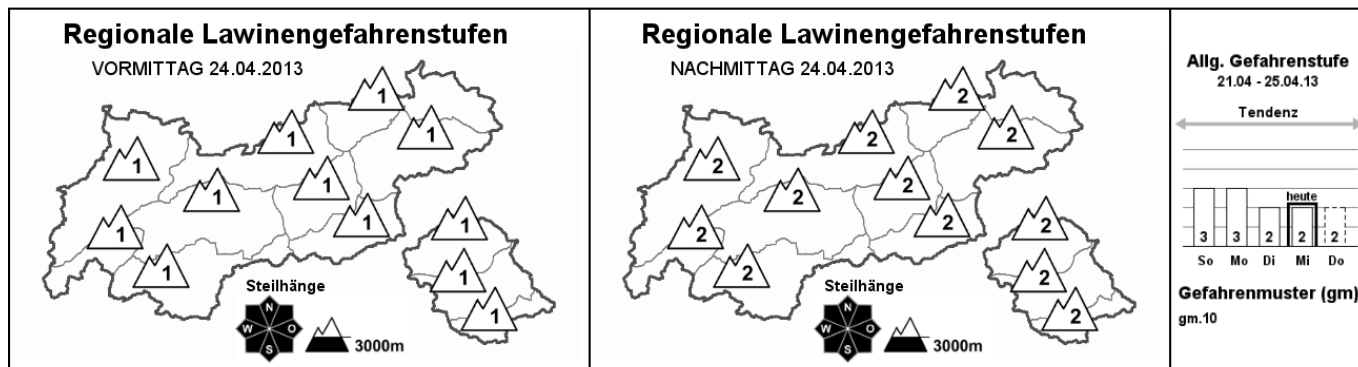 Regionale Lawinengefahrenstufen
VORMITTAG 24.04.2013
1
1
1
1
1
1
1
1
1
1
1
1
Steilhänge
N
W O
S
3000m
Regionale Lawinengefahrenstufen
NACHMITTAG 24.04.2013
2
2
2
2
2
2
2
2
2
2
2
2
Steilhänge
N
W O
S
3000m
Allg. Gefahrenstufe
21.04 - 25.04.13
Tendenz
heute
3 3 2 2 2
So Mo Di Mi Do
Gefahrenmuster (gm)
gm.10